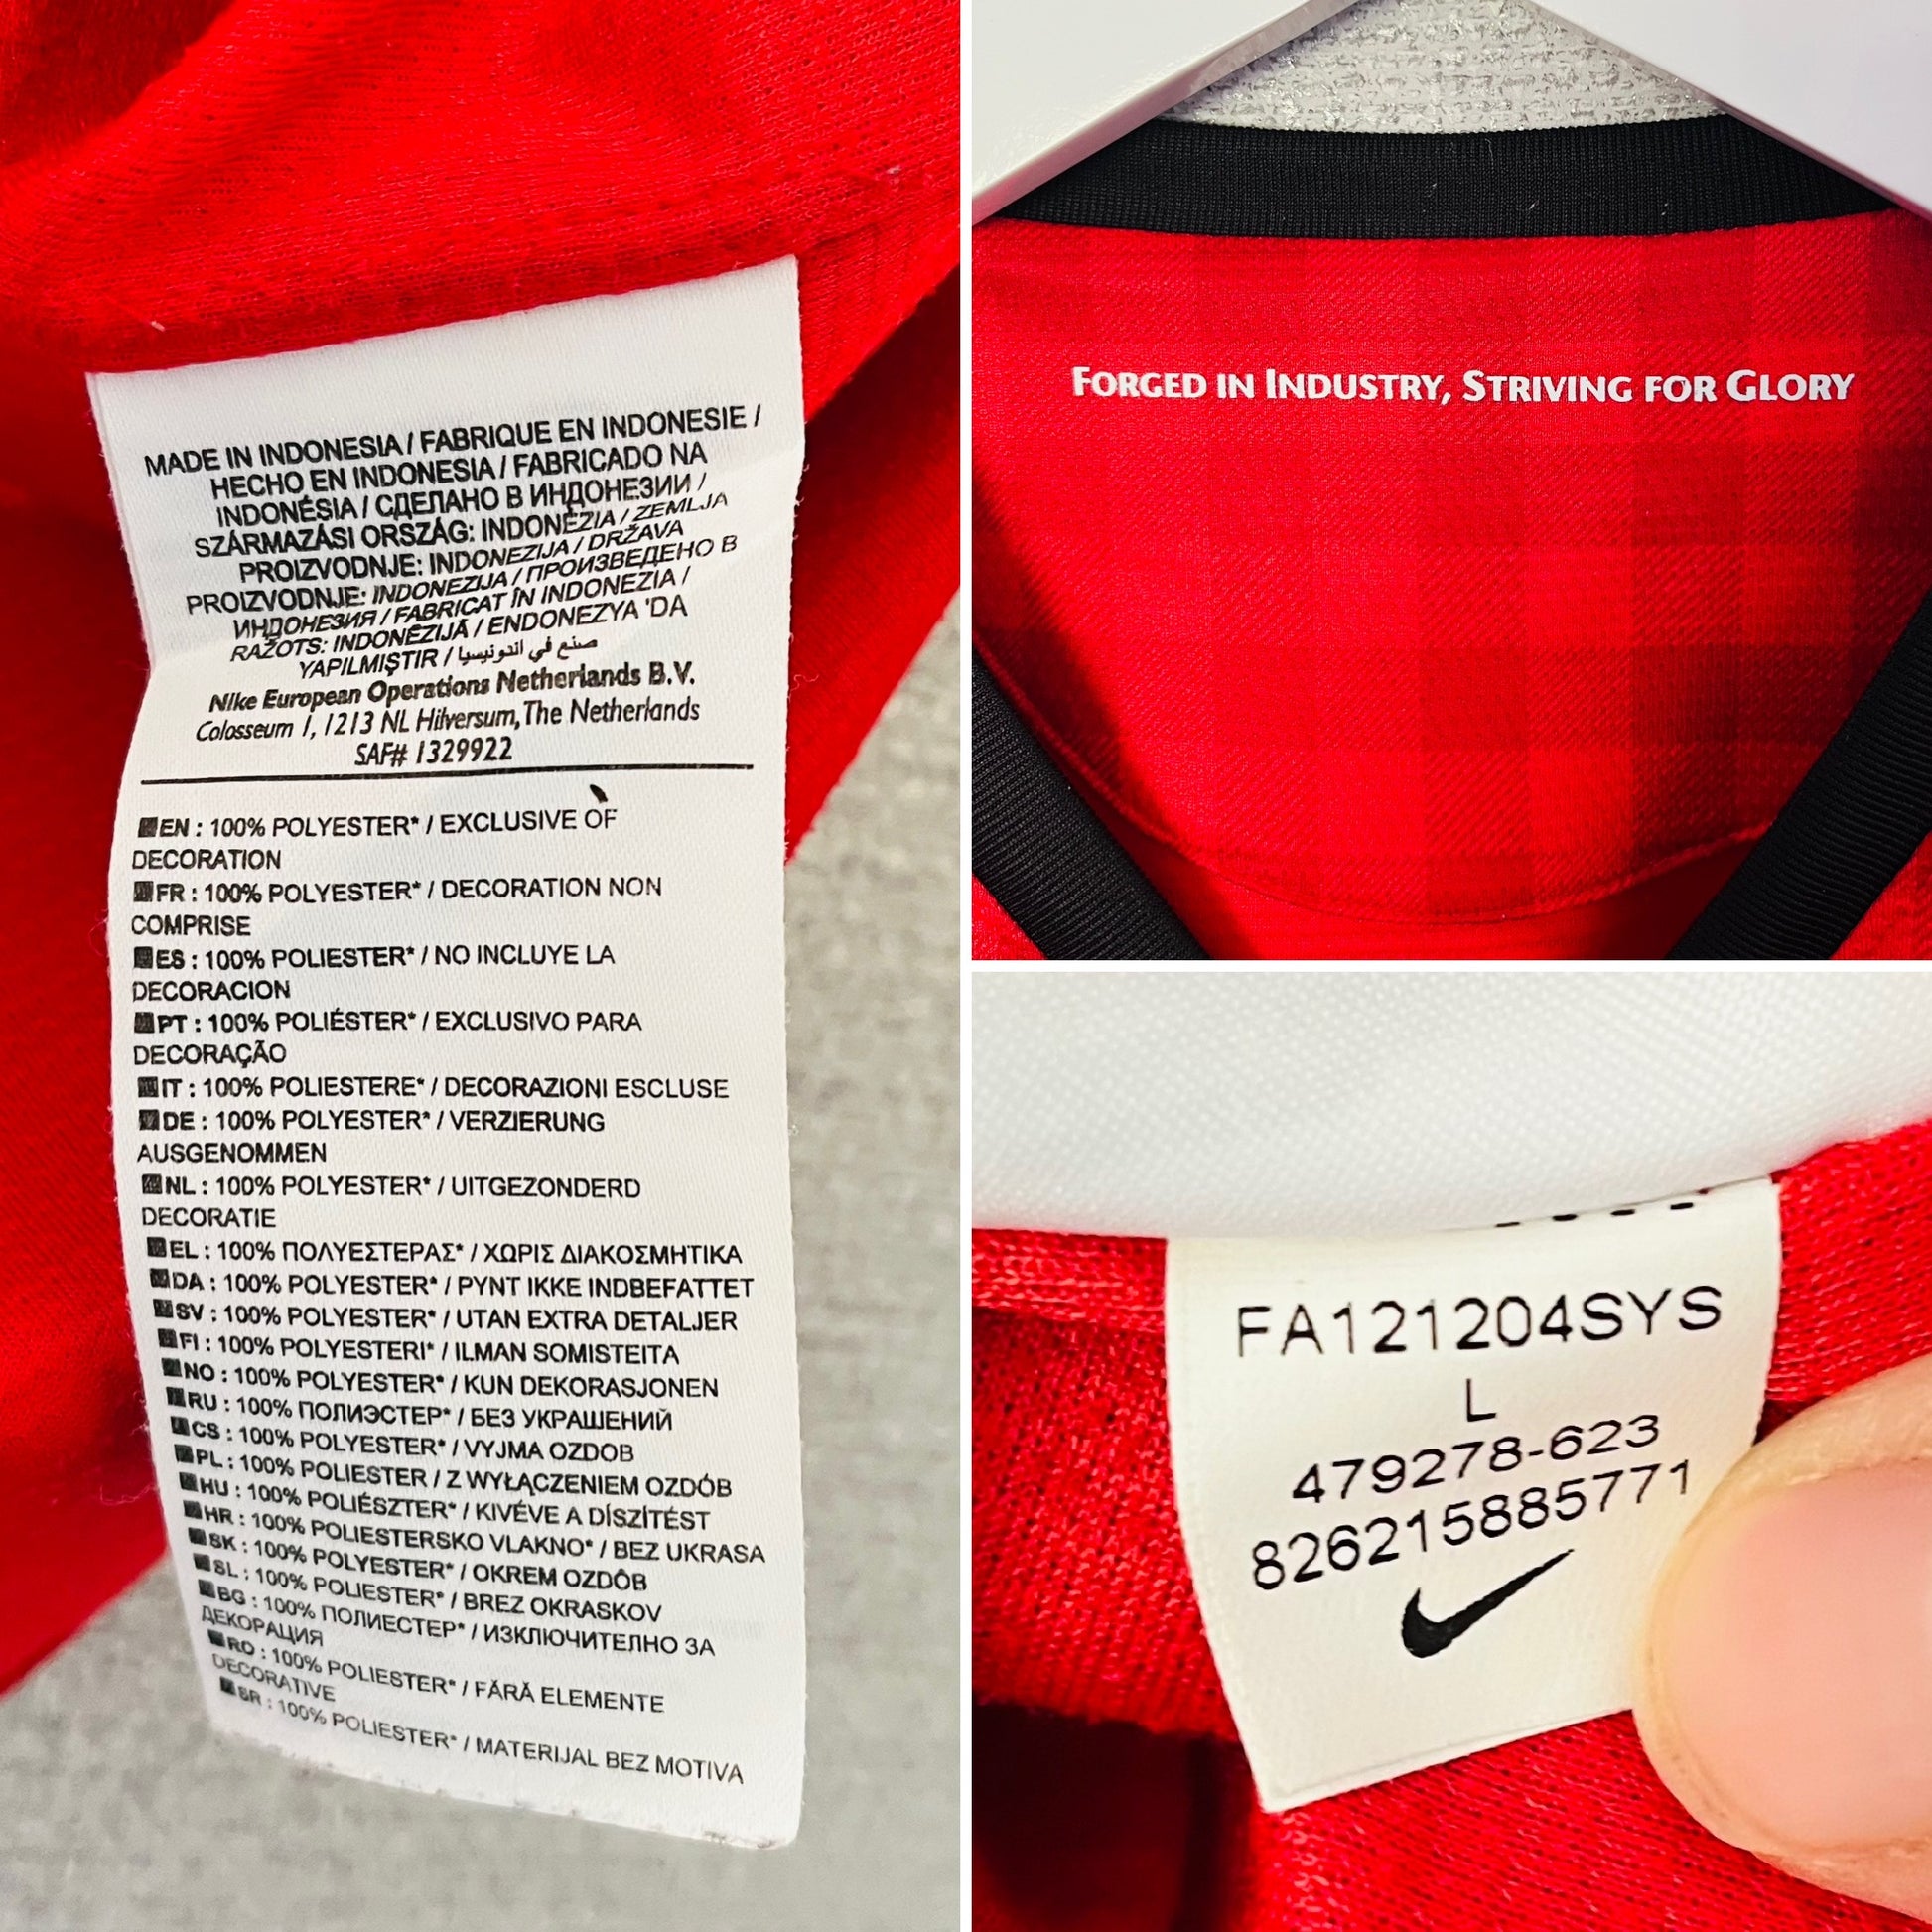 MADE IN INDONESIA / FABRIQUE EN INDONESIE /
HECHO EN INDONESIA / FABRICADO NA
INDONÉSIA / СДЕЛАНО В ИНДОНЕЗИИ /
SZÁRMAZÁSI ORSZÁG: INDONÉZIA / ZEMLJA
PROIZVODNJE: INDONEZIJA / DRŽAVA
PROIZVODNJE: INDONEZIJA / ПРОИЗВЕДЕНО В
ИНДОНЕЗИЯ / FABRICAT ÎN INDONEZIA /
RAŽOTS: INDONĒZIJĀ / ENDONEZYA 'DA
YAPILMIŞTIR / صنع في اندونيسيا
Nike European Operations Netherlands B.V.
Colosseum 1, 1213 NL Hilversum, The Netherlands
SAF# 1329922
EN : 100% POLYESTER* / EXCLUSIVE OF
DECORATION
FR : 100% POLYESTER* / DECORATION NON
COMPRISE
ES : 100% POLIESTER* / NO INCLUYE LA
DECORACION
PT : 100% POLIÉSTER* / EXCLUSIVO PARA
DECORAÇÃO
IT : 100% POLIESTERE* / DECORAZIONI ESCLUSE
DE : 100% POLYESTER* / VERZIERUNG
AUSGENOMMEN
NL : 100% POLYESTER* / UITGEZONDERD
DECORATIE
EL : 100% ΠΟΛΥΕΣΤΕΡΑΣ* / ΧΩΡΙΣ ΔΙΑΚΟΣΜΗΤΙΚΑ
DA : 100% POLYESTER* / PYNT IKKE INDBEFATTET
SV : 100% POLYESTER* / UTAN EXTRA DETALJER
FI : 100% POLYESTERI* / ILMAN SOMISTEITA
NO : 100% POLYESTER* / KUN DEKORASJONEN
RU : 100% ПОЛИЭСТЕР* / БЕЗ УКРАШЕНИЙ
CS : 100% POLYESTER* / VYJMA OZDOB
PL : 100% POLIESTER / Z WYŁĄCZENIEM OZDÓB
HU : 100% POLIÉSZTER* / KIVÉVE A DÍSZÍTÉST
HR : 100% POLIESTERSKO VLAKNO* / BEZ UKRASA
SK : 100% POLYESTER* / OKREM OZDÔB
SL : 100% POLIESTER* / BREZ OKRASKOV
BG : 100% ПОЛИЕСТЕР* / ИЗКЛЮЧИТЕЛНО ЗА
ДЕКОРАЦИЯ
RO : 100% POLIESTER* / FĂRĂ ELEMENTE
DECORATIVE
SR : 100% POLIESTER* / MATERIJAL BEZ MOTIVA
FORGED IN INDUSTRY, STRIVING FOR GLORY
FA121204SYS
L
479278-623
826215885771